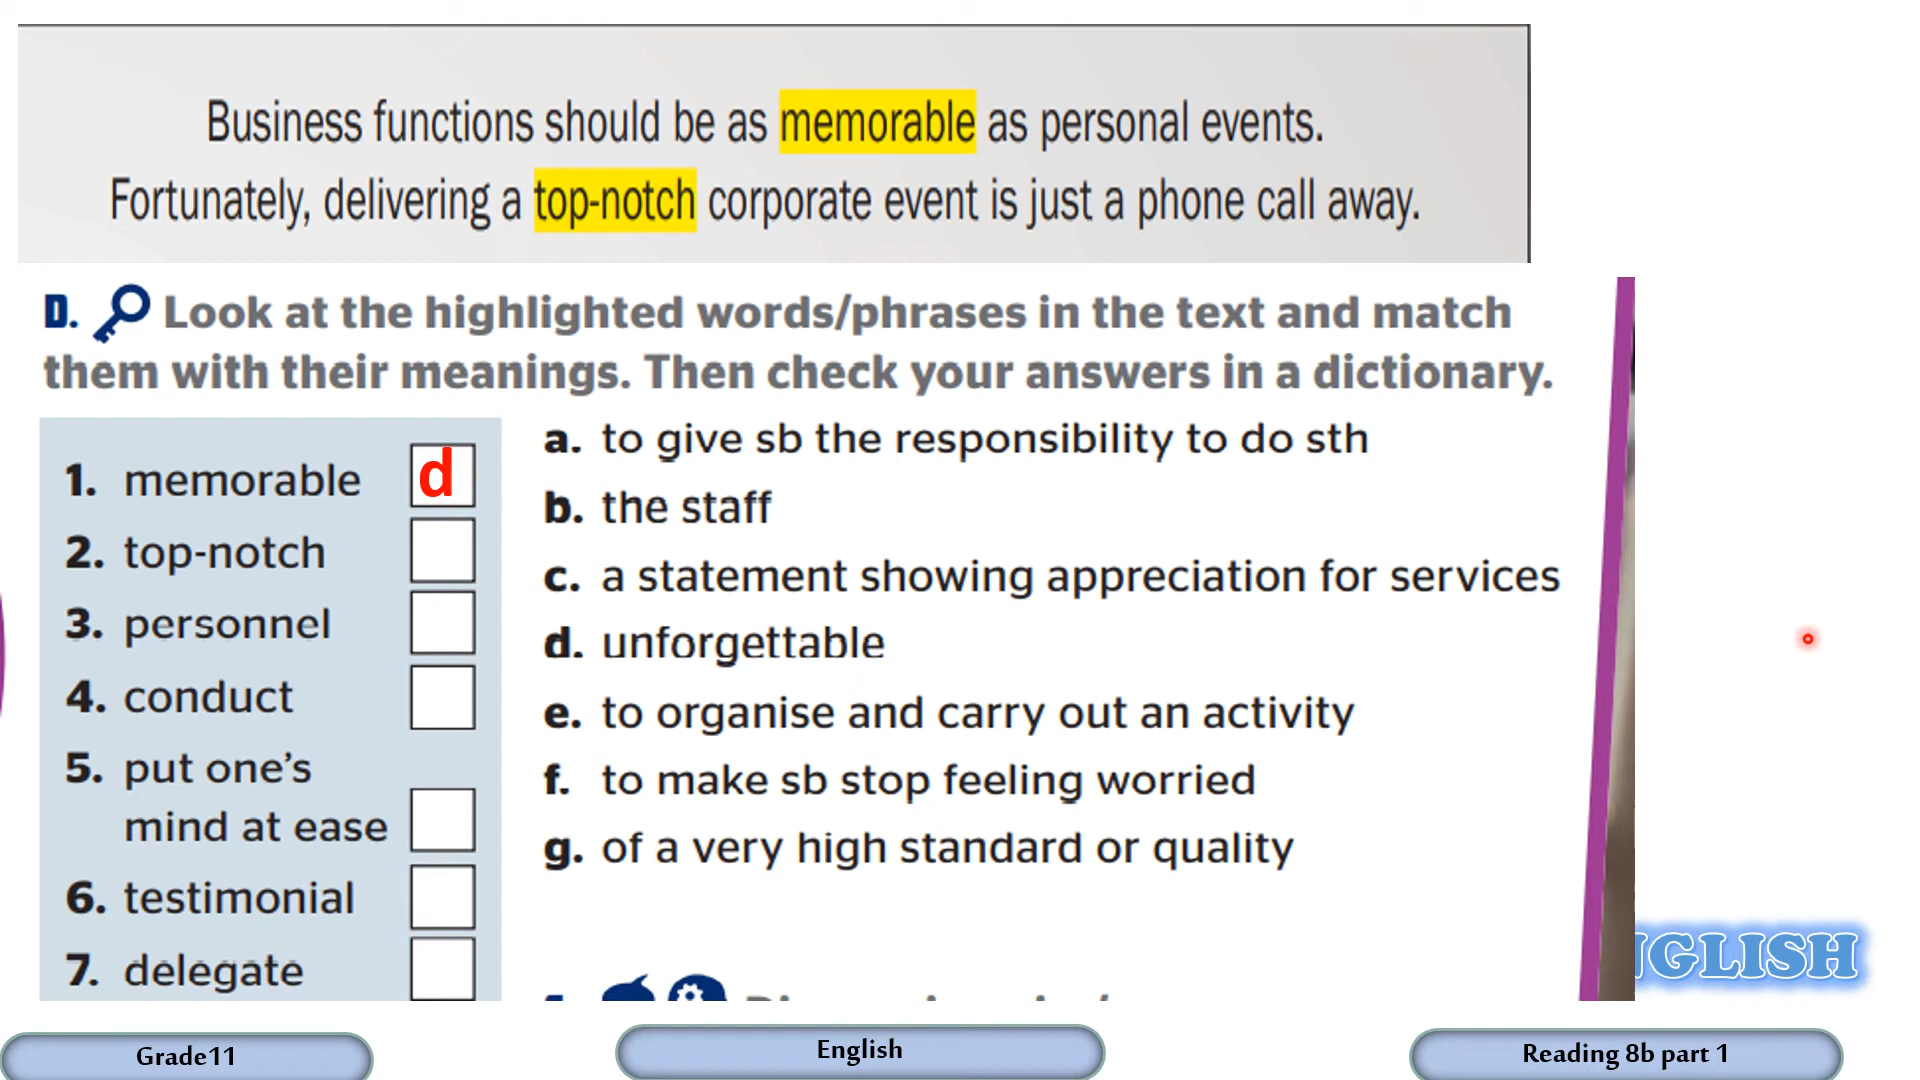 Business functions should be as memorable as personal events.
Fortunately, delivering a top-notch corporate event is just a phone call away.
D. Look at the highlighted words/phrases in the text and match
them with their meanings. Then check your answers in a dictionary.
1. memorable d
2. top-notch
3. personnel
4. conduct
5. put one's
mind at ease
6. testimonial
7. delegate
a. to give sb the responsibility to do sth
b. the staff
c. a statement showing appreciation for services
d. unforgettable
e. to organise and carry out an activity
f. to make sb stop feeling worried
g. of a very high standard or quality
NGLISH
Grade11
English
Reading 8b part 1